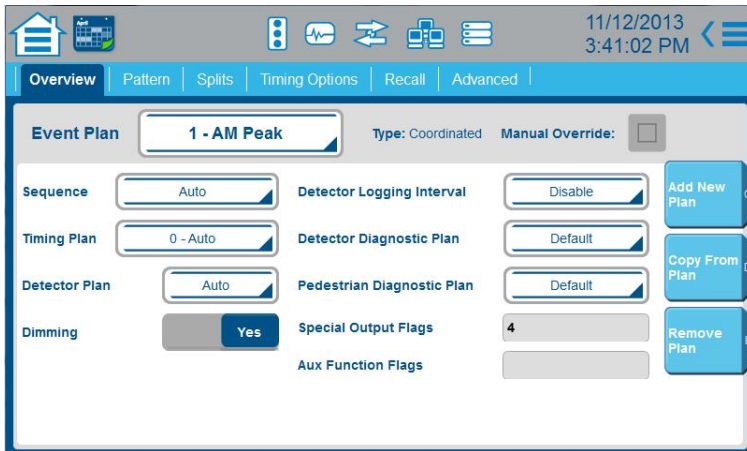 April
11/12/2013
3:41:02 PM
Overview Pattern Splits Timing Options Recall Advanced
Event Plan 1 - AM Peak Type: Coordinated Manual Override:
Sequence Auto Detector Logging Interval Disable
Add New Plan
Timing Plan 0 - Auto Detector Diagnostic Plan Default
Copy From Plan
Detector Plan Auto Pedestrian Diagnostic Plan Default
Dimming Yes Special Output Flags 4
Remove Plan
Aux Function Flags